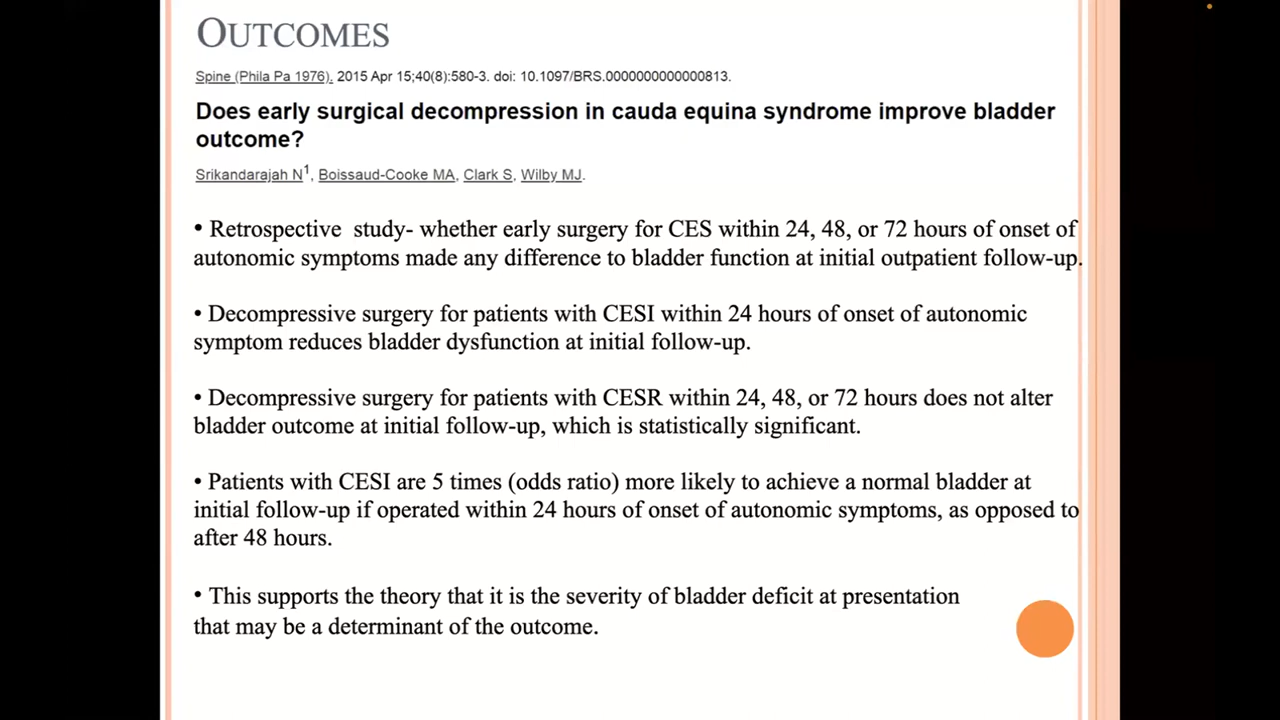 OUTCOMES
Spine (Phila Pa 1976). 2015 Apr 15;40(8):580-3. doi: 10.1097/BRS.0000000000000813.
Does early surgical decompression in cauda equina syndrome improve bladder
outcome?
Srikandarajah N1, Boissaud-Cooke MA, Clark S, Wilby MJ.
• Retrospective study- whether early surgery for CES within 24, 48, or 72 hours of onset of
autonomic symptoms made any difference to bladder function at initial outpatient follow-up.
• Decompressive surgery for patients with CESI within 24 hours of onset of autonomic
symptom reduces bladder dysfunction at initial follow-up.
• Decompressive surgery for patients with CESR within 24, 48, or 72 hours does not alter
bladder outcome at initial follow-up, which is statistically significant.
• Patients with CESI are 5 times (odds ratio) more likely to achieve a normal bladder at
initial follow-up if operated within 24 hours of onset of autonomic symptoms, as opposed to
after 48 hours.
• This supports the theory that it is the severity of bladder deficit at presentation
that may be a determinant of the outcome.